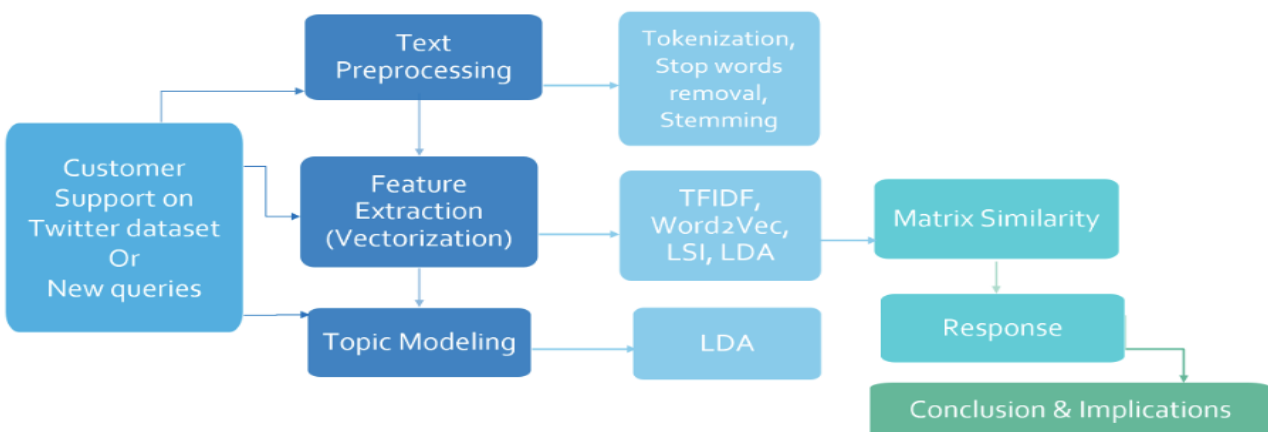 Text
Preprocessing
Tokenization,
Stop words
removal,
Stemming
Customer
Support on
Twitter dataset
Or
New queries
Feature
Extraction
(Vectorization)
TFIDF,
Word2Vec,
LSI, LDA
Matrix Similarity
Topic Modeling
LDA
Response
Conclusion & Implications